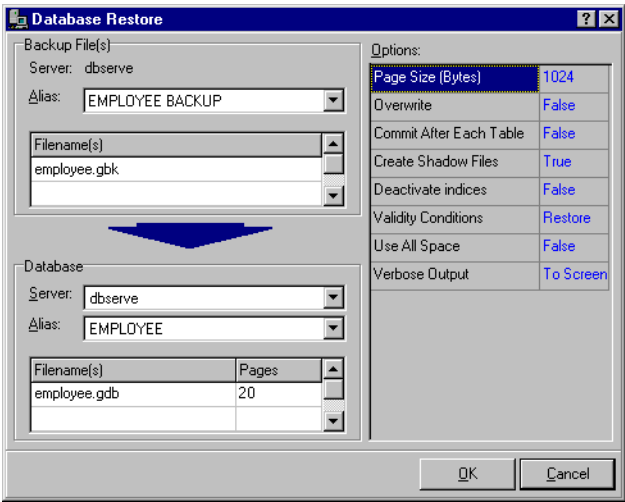 Database Restore
Backup File(s)
Server: dbserve
Alias: EMPLOYEE BACKUP
Filename(s)
employee.gbk
Database
Server: dbserve
Alias: EMPLOYEE
Filename(s) Pages
employee.gdb 20
Options:
Page Size (Bytes) 1024
Overwrite False
Commit After Each Table False
Create Shadow Files True
Deactivate indices False
Validity Conditions Restore
Use All Space False
Verbose Output To Screen
OK Cancel